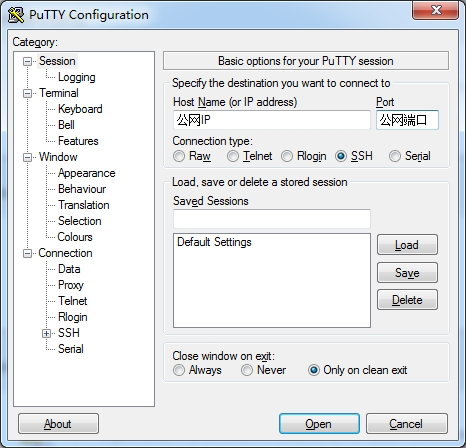 PuTTY Configuration
Category:
Session
Logging
Terminal
Keyboard
Bell
Features
Window
Appearance
Behaviour
Translation
Selection
Colours
Connection
Data
Proxy
Telnet
Rlogin
SSH
Serial
Basic options for your PuTTY session
Specify the destination you want to connect to
Host Name (or IP address) Port
公网IP 公网端口
Connection type:
Raw Telnet Rlogin SSH Serial
Load, save or delete a stored session
Saved Sessions
Default Settings
Load
Save
Delete
Close window on exit:
Always Never Only on clean exit
About Open Cancel